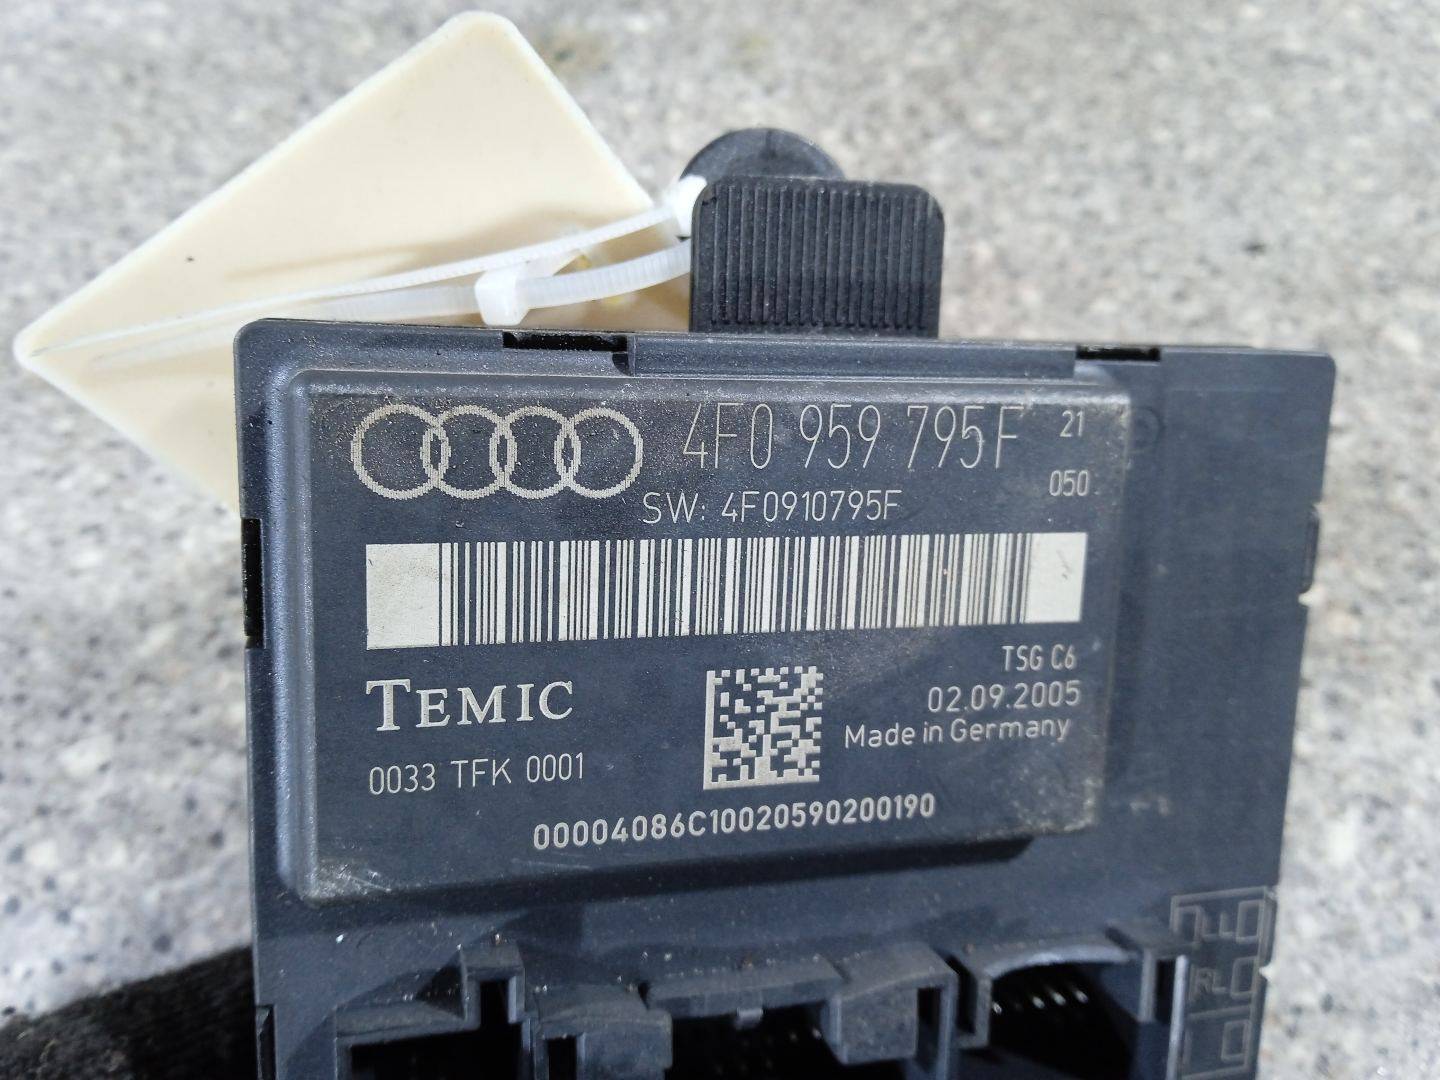 4F0 959 795F 21
SW: 4F0910795F 050
TSG C6
TEMIC 02.09.2005
Made in Germany
0033 TFK 0001
00004086C10020590200190
RL